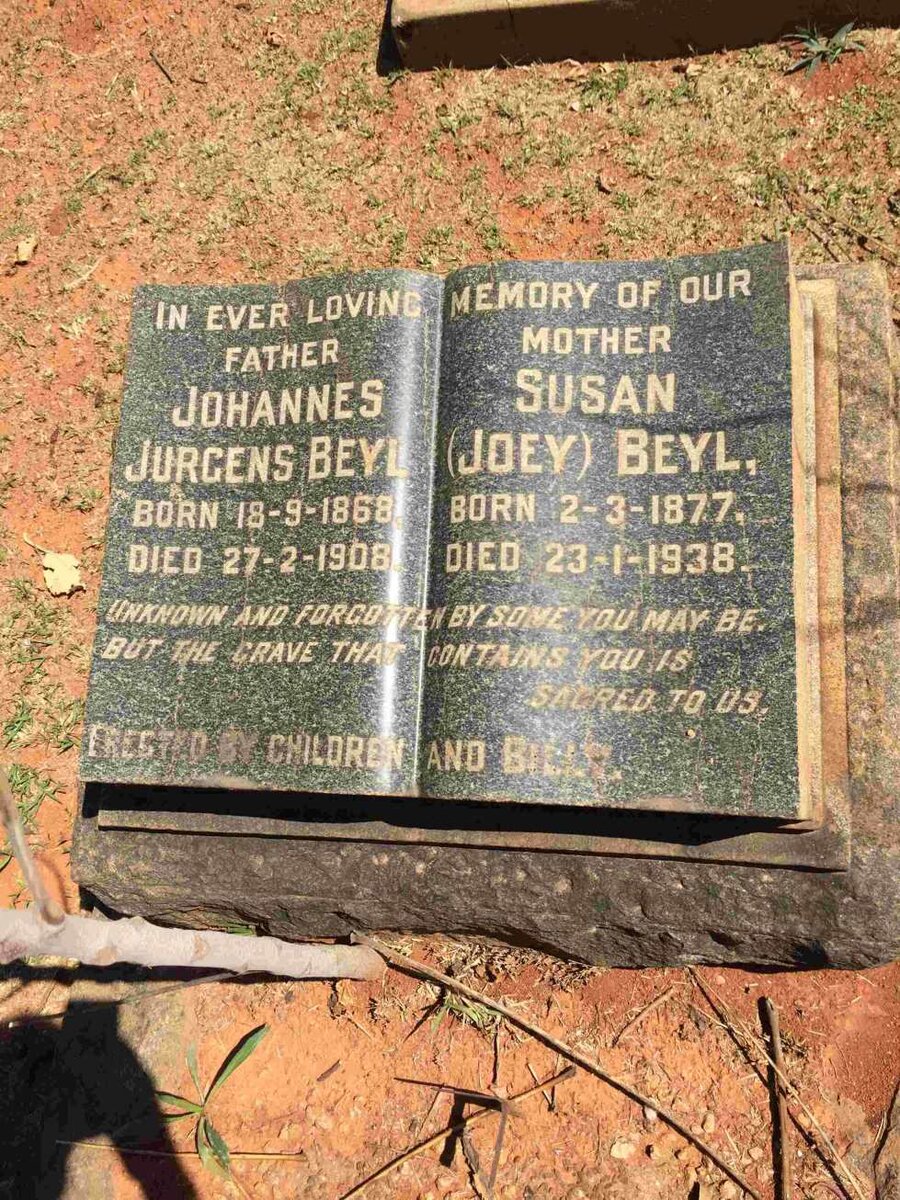 IN EVER LOVING MEMORY OF OUR
FATHER MOTHER
JOHANNES SUSAN
JURGENS BEYL (JOEY) BEYL,
BORN 18-9-1868, BORN 2-3-1877,
DIED 27-2-1908. DIED 23-1-1938.
UNKNOWN AND FORGOTTEN BY SOME YOU MAY BE.
BUT THE GRAVE THAT CONTAINS YOU IS
SACRED TO US.
ERECTED BY CHILDREN AND BILLY.